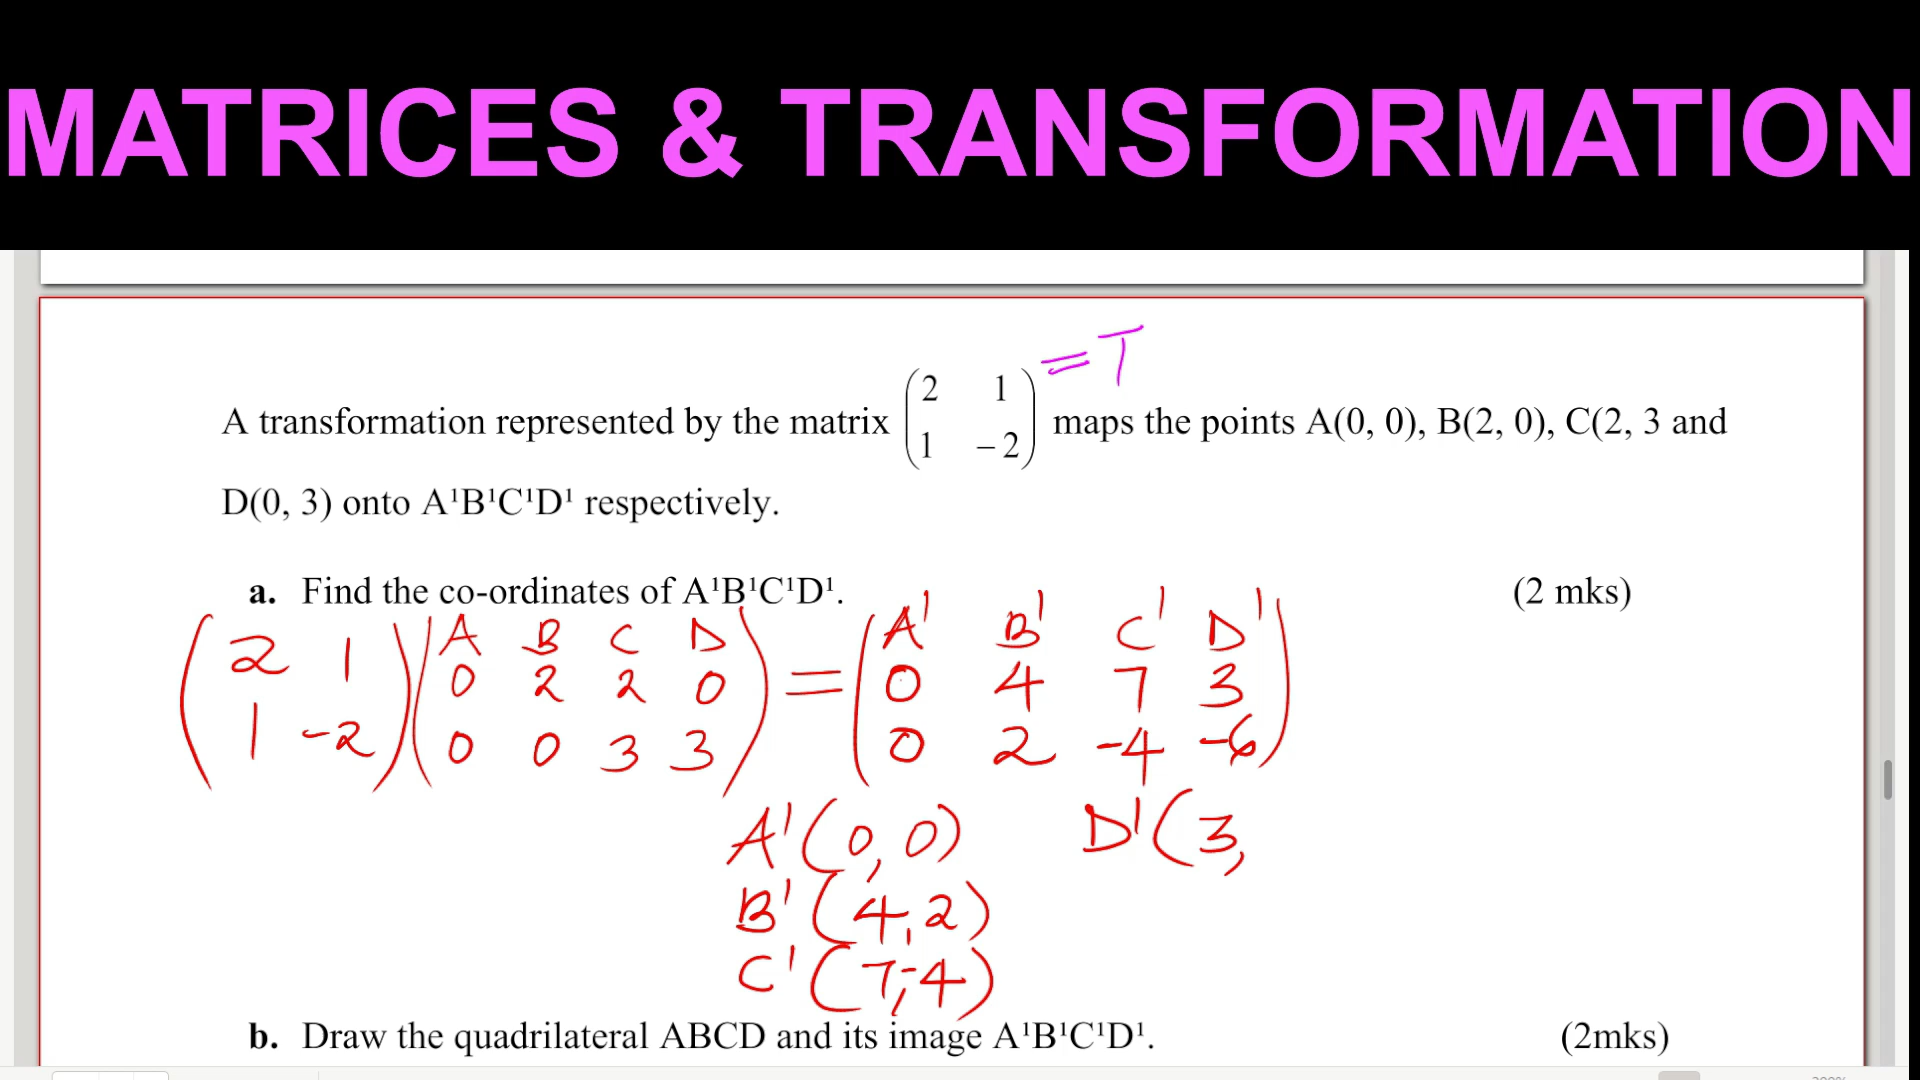 MATRICES & TRANSFORMATION
= T
A transformation represented by the matrix (2 1 1 -2) maps the points A(0, 0), B(2, 0), C(2, 3 and
D(0, 3) onto A¹B¹C¹D¹ respectively.
a. Find the co-ordinates of A¹B¹C¹D¹. (2 mks)
A B C D A' B' C' D'
2 1 0 2 2 0 = 0 4 7 3
1 -2 0 0 3 3 0 2 -4 -6
A'(0, 0) D'(3,
B'(4, 2)
C'(7, -4)
b. Draw the quadrilateral ABCD and its image A¹B¹C¹D¹. (2mks)